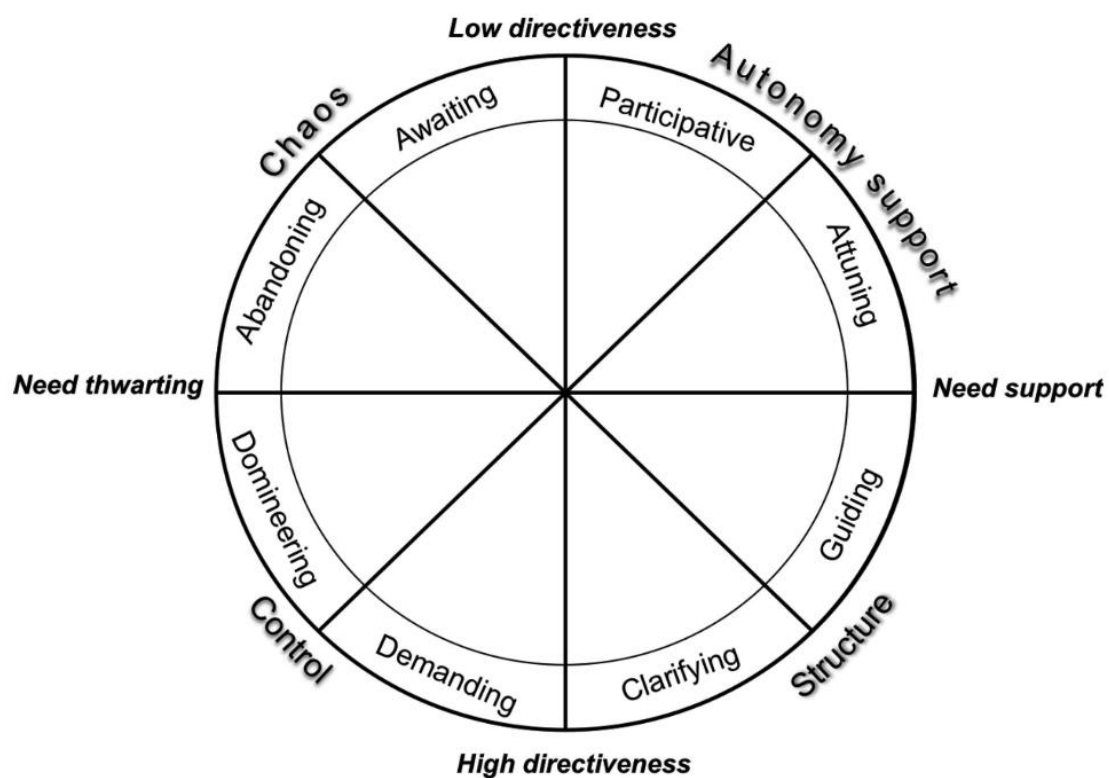 Low directiveness
Chaos
Autonomy support
Awaiting
Participative
Abandoning
Attuning
Need thwarting
Need support
Domineering
Guiding
Control
Structure
Demanding
Clarifying
High directiveness